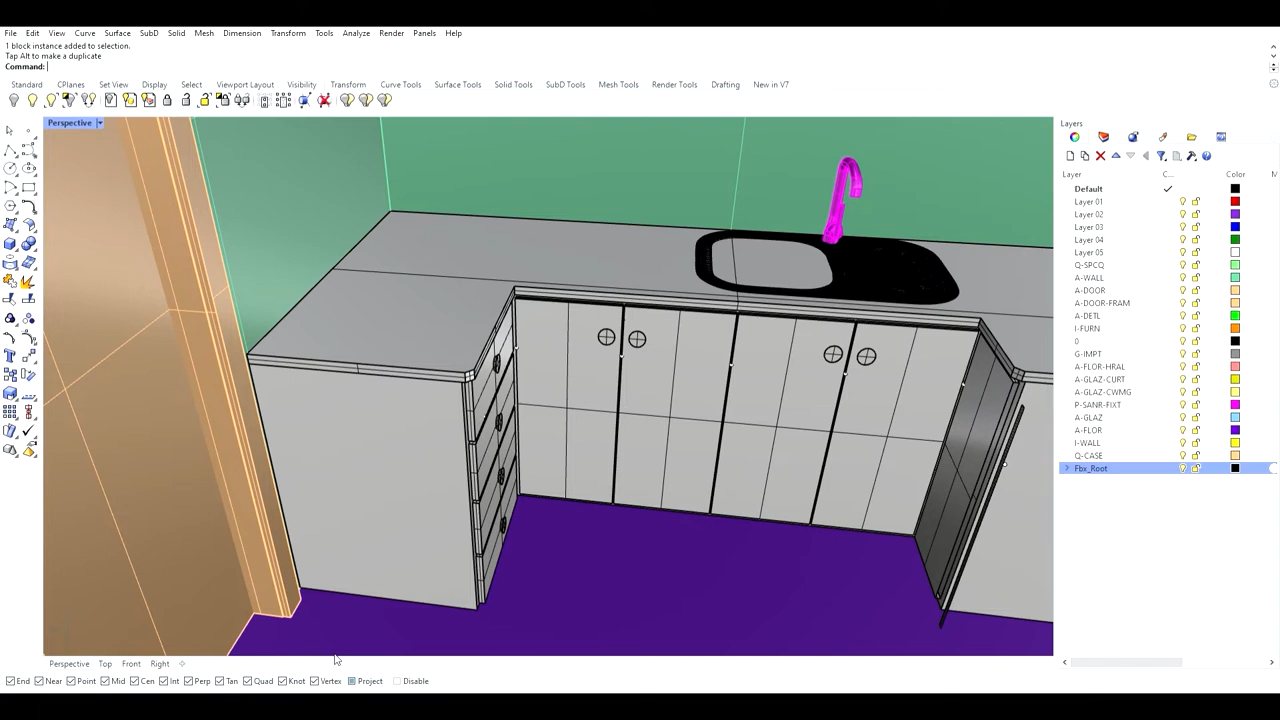 File Edit View Curve Surface SubD Solid Mesh Dimension Transform Tools Analyze Render Panels Help
1 block instance added to selection.
Tap Alt to make a duplicate
Command:
Standard CPlanes Set View Display Select Viewport Layout Visibility Transform Curve Tools Surface Tools Solid Tools SubD Tools Mesh Tools Render Tools Drafting New in V7
Perspective
Layers
Layer C... Color M
Default
Layer 01
Layer 02
Layer 03
Layer 04
Layer 05
Q-SPCQ
A-WALL
A-DOOR
A-DOOR-FRAM
A-DETL
I-FURN
0
G-IMPT
A-FLOR-HRAL
A-GLAZ-CURT
A-GLAZ-CWMG
P-SANR-FIXT
A-GLAZ
A-FLOR
I-WALL
Q-CASE
Fbx_Root
Perspective Top Front Right
End Near Point Mid Cen Int Perp Tan Quad Knot Vertex Project Disable